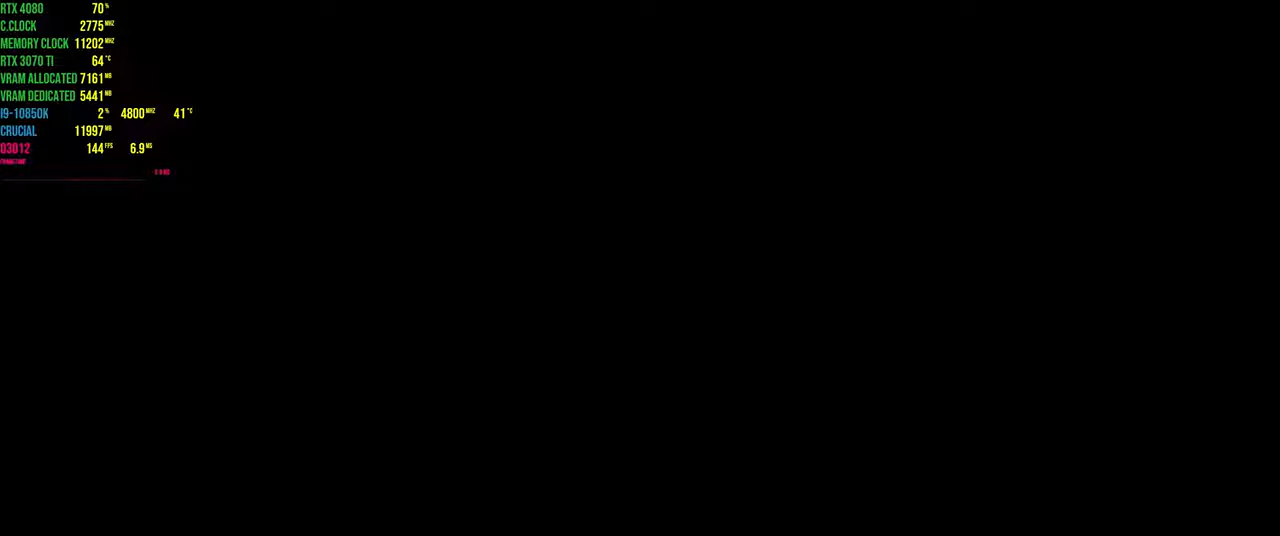 RTX 4080 70%
C.CLOCK 2775MHZ
MEMORY CLOCK 11202MHZ
RTX 3070 TI 64°C
VRAM ALLOCATED 7161MB
VRAM DEDICATED 5441MB
I9-10850K 2% 4800MHZ 41°C
CRUCIAL 11997MB
D3D12 144FPS 6.9MS